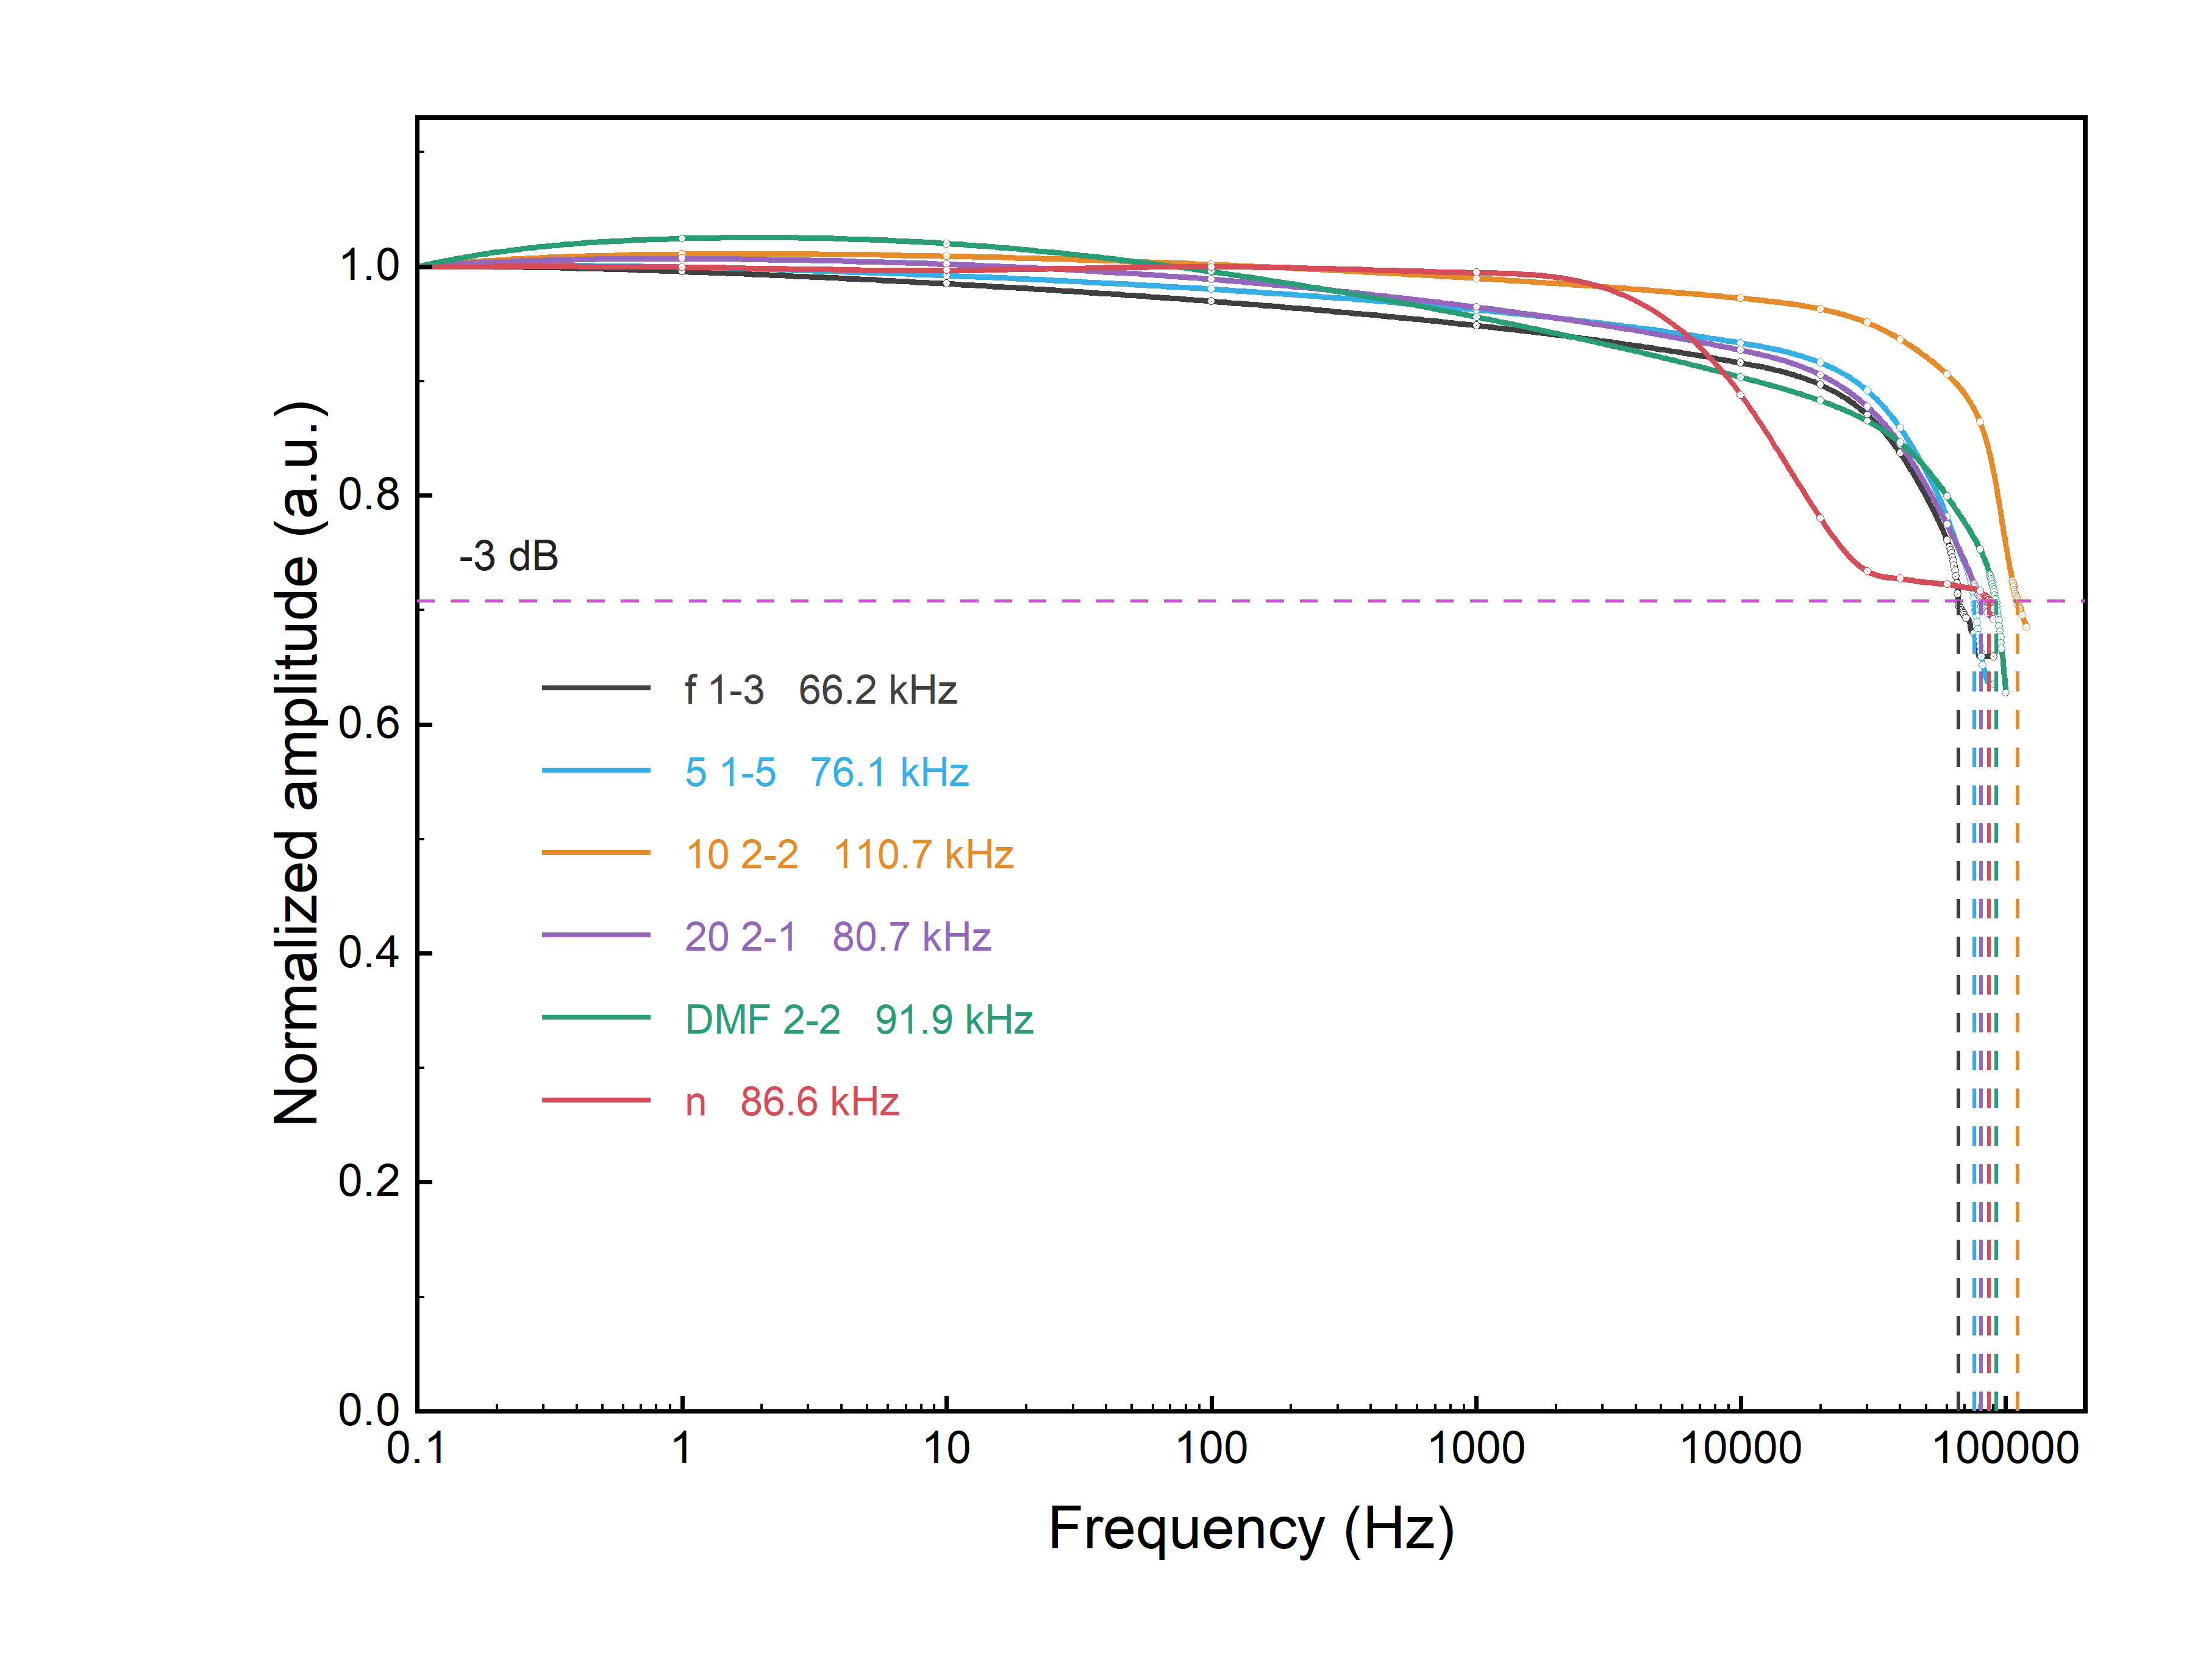 Normalized amplitude (a.u.)
1.0
0.8
0.6
0.4
0.2
0.0
-3 dB
f 1-3 66.2 kHz
5 1-5 76.1 kHz
10 2-2 110.7 kHz
20 2-1 80.7 kHz
DMF 2-2 91.9 kHz
n 86.6 kHz
0.1 1 10 100 1000 10000 100000
Frequency (Hz)